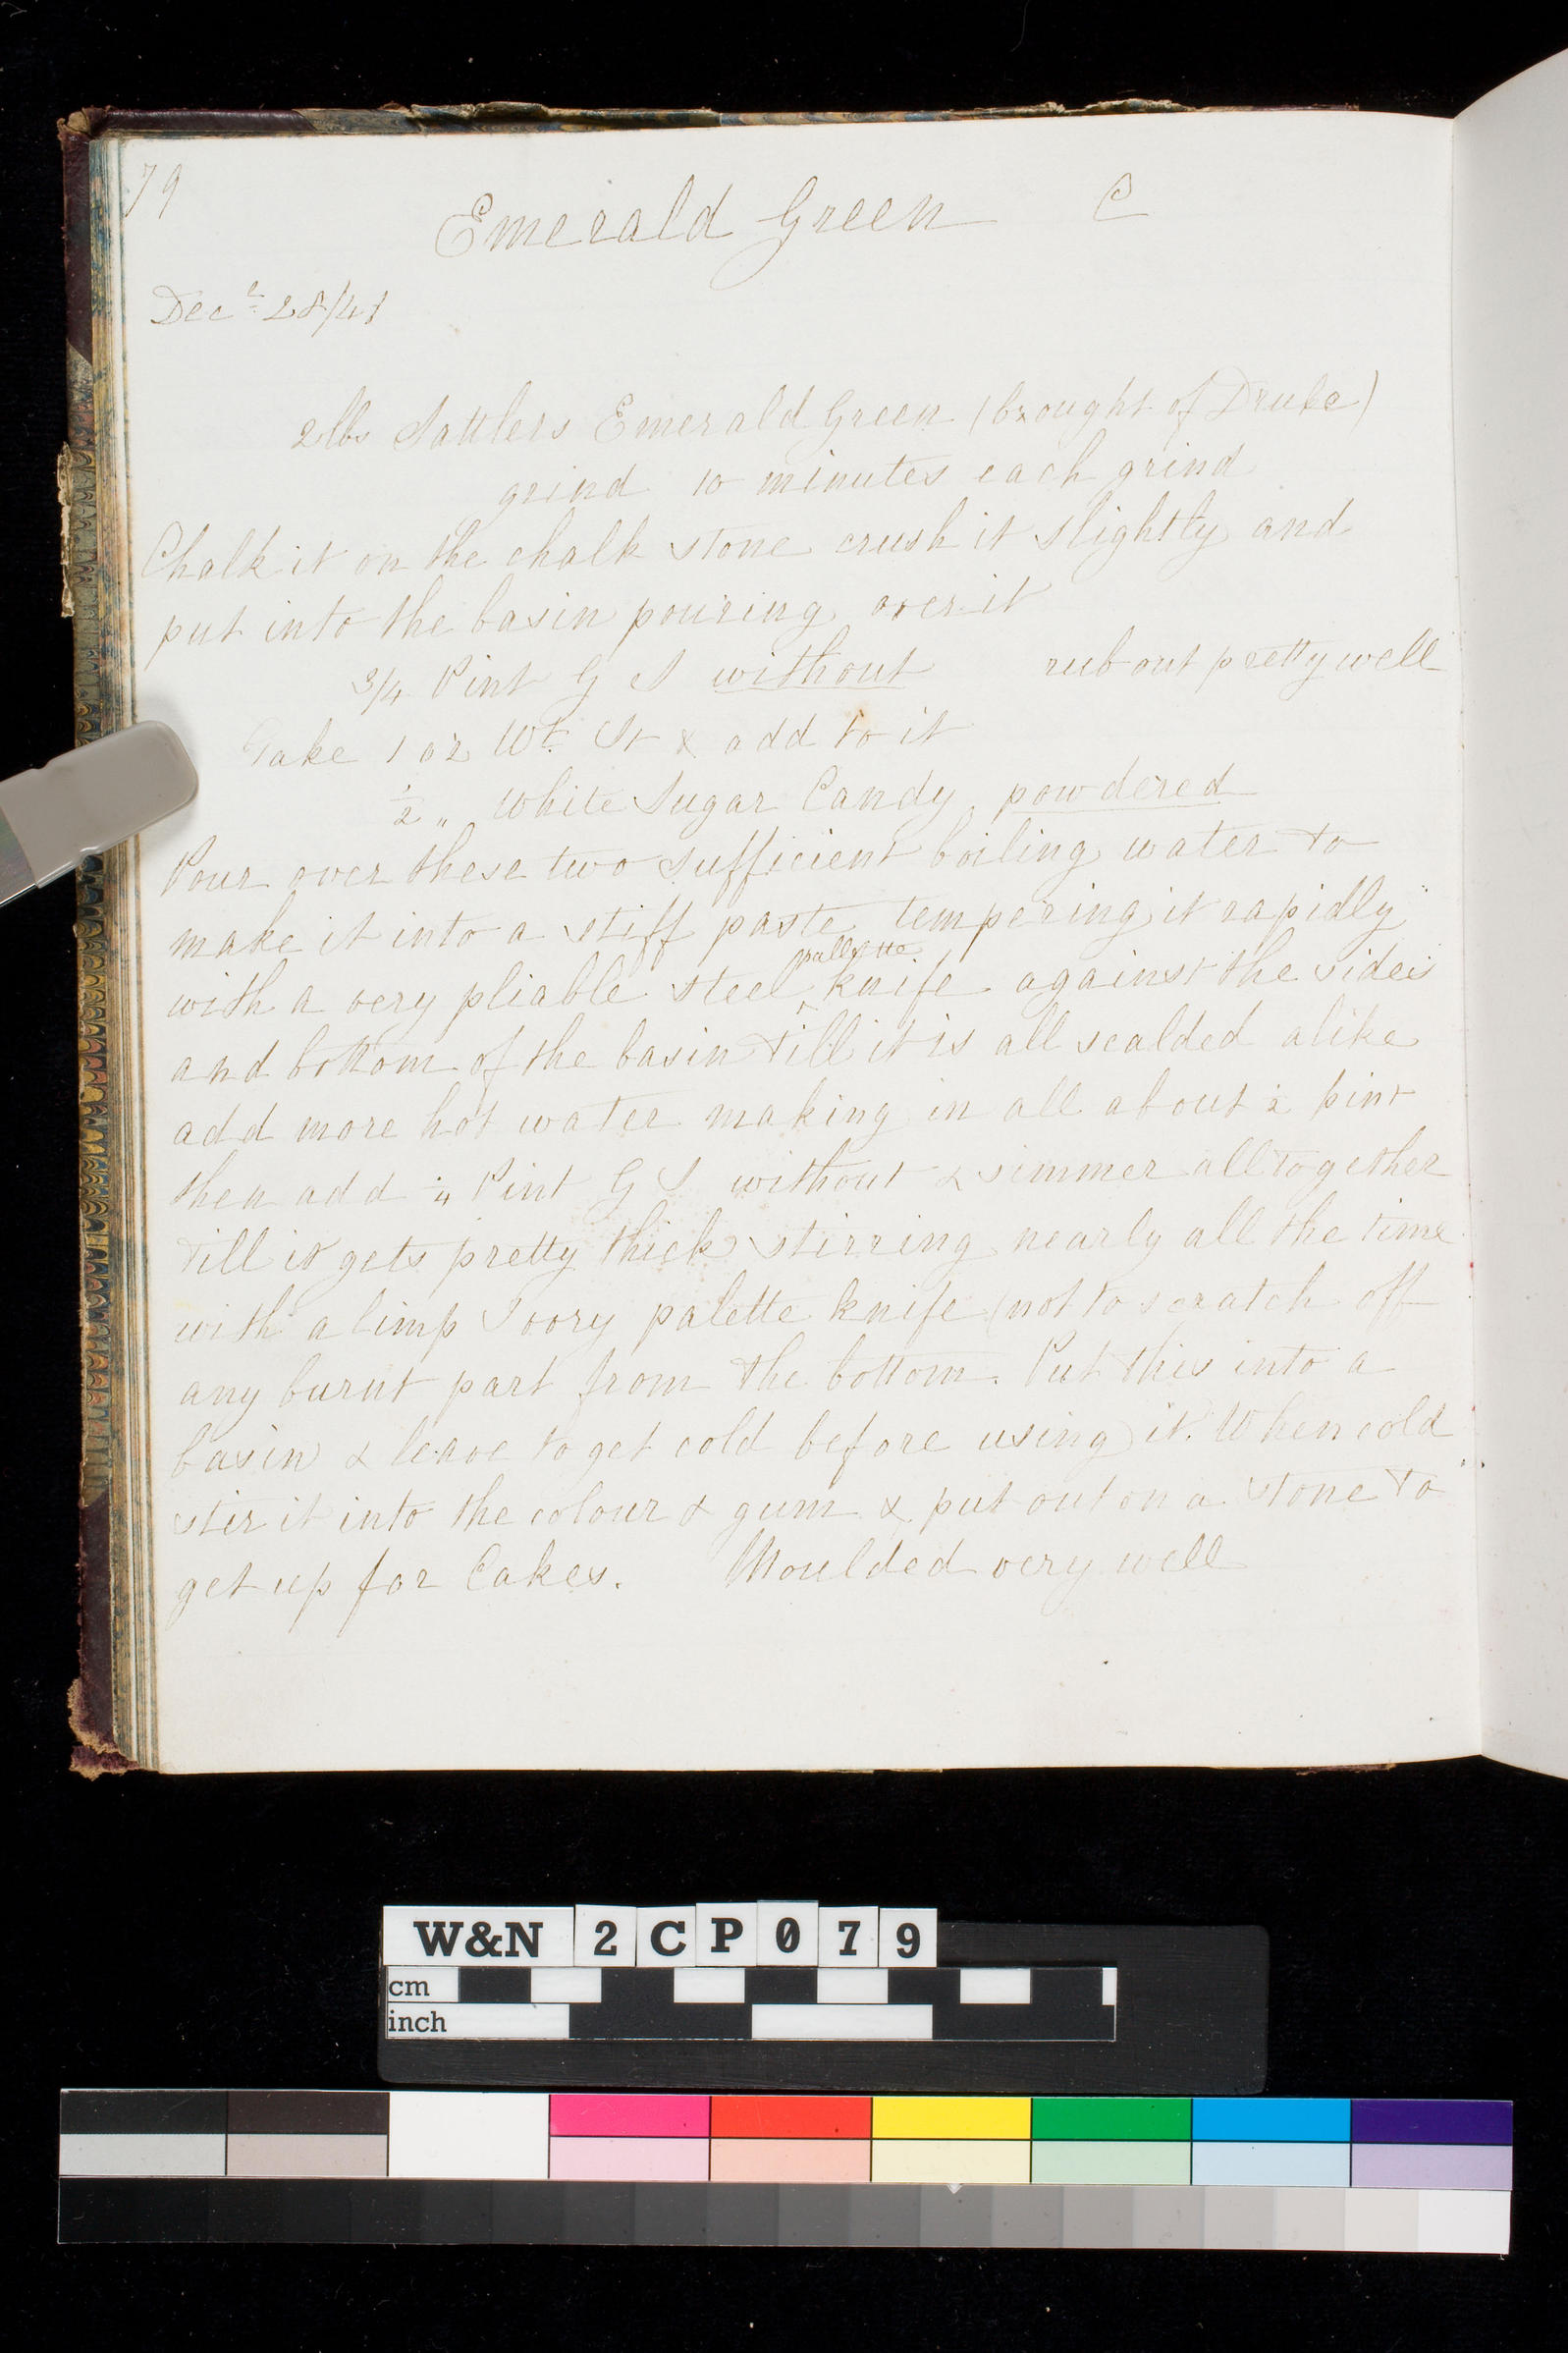 79
Emerald Green C
Decr 28/41
2lbs Sattlers Emerald Green (brought of Drube)
grind 10 minutes each grind
Chalk it on the chalk stone crush it slightly and
put into the basin pouring over it
3/4 Pint G S without rub out pretty well
Take 1 oz Wt. St & add to it
1/2 " White Sugar Candy powdered
Pour over these two sufficient boiling water to
make it into a stiff paste tempering it rapidly
pallette
with a very pliable steel ^ knife against the sides
and bottom of the basin till it is all scalded alike
add more hot water making in all about 1/2 pint
then add 1/4 Pint G S without & simmer all together
till it gets pretty thick stirring nearly all the time
with a limp Ivory palette knife (not to scratch off
any burnt part from the bottom. Put this into a
basin & leave to get cold before using) it. When cold
stir it into the colour & gum & put out on a stone to
get up for Cakes. Moulded very well
W&N 2CP079
cm
inch